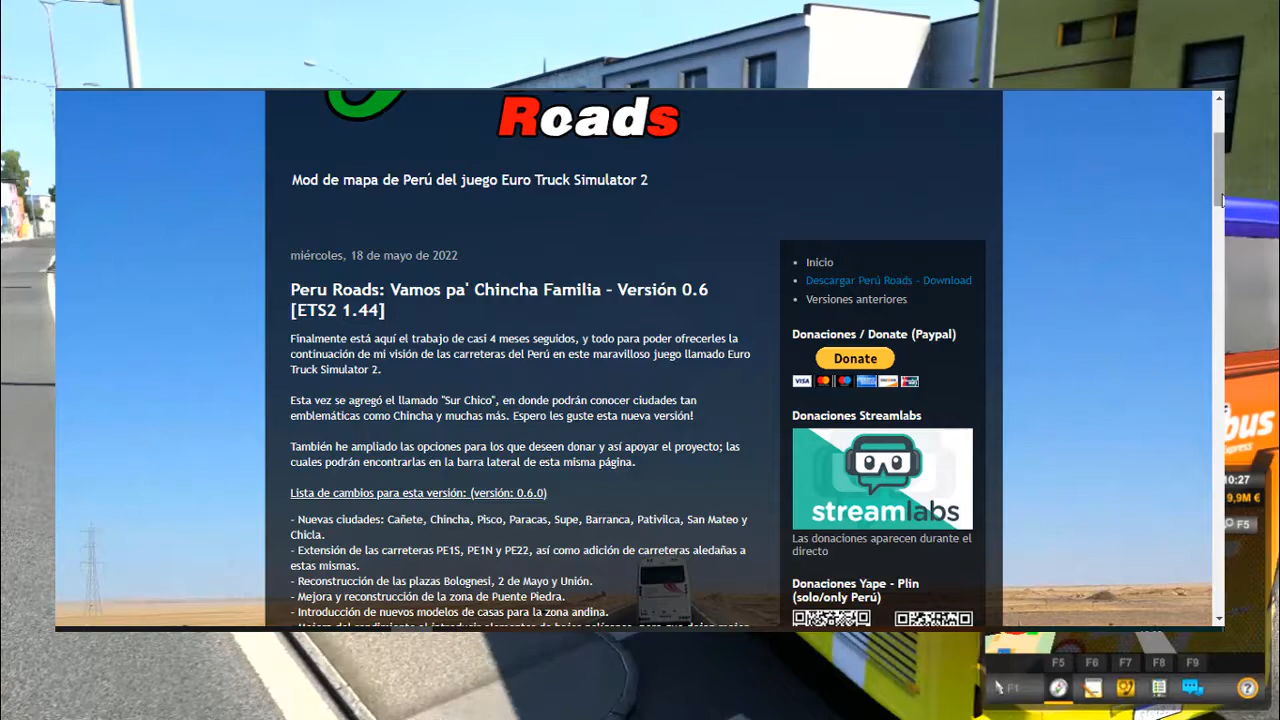 Roads
Mod de mapa de Perú del juego Euro Truck Simulator 2
miércoles, 18 de mayo de 2022
Peru Roads: Vamos pa' Chincha Familia – Versión 0.6
[ETS2 1.44]
Finalmente está aquí el trabajo de casi 4 meses seguidos, y todo para poder ofrecerles la
continuación de mi visión de las carreteras del Perú en este maravilloso juego llamado Euro
Truck Simulator 2.
Esta vez se agregó el llamado "Sur Chico", en donde podrán conocer ciudades tan
emblemáticas como Chincha y muchas más. Espero les guste esta nueva versión!
También he ampliado las opciones para los que deseen donar y así apoyar el proyecto; las
cuales podrán encontrarlas en la barra lateral de esta misma página.
Lista de cambios para esta versión: (versión: 0.6.0)
- Nuevas ciudades: Cañete, Chincha, Pisco, Paracas, Supe, Barranca, Pativilca, San Mateo y
Chicla.
- Extensión de las carreteras PE1S, PE1N y PE22, así como adición de carreteras aledañas a
estas mismas.
- Reconstrucción de las plazas Bolognesi, 2 de Mayo y Unión.
- Mejora y reconstrucción de la zona de Puente Piedra.
- Introducción de nuevos modelos de casas para la zona andina.
Inicio
Descargar Perú Roads - Download
Versiones anteriores
Donaciones / Donate (Paypal)
Donate
VISA
Donaciones Streamlabs
streamlabs
Las donaciones aparecen durante el
directo
Donaciones Yape - Plin
(solo/only Perú)
bus
Express
10:27
9,9M €
F5
F5 F6 F7 F8 F9
F1
?